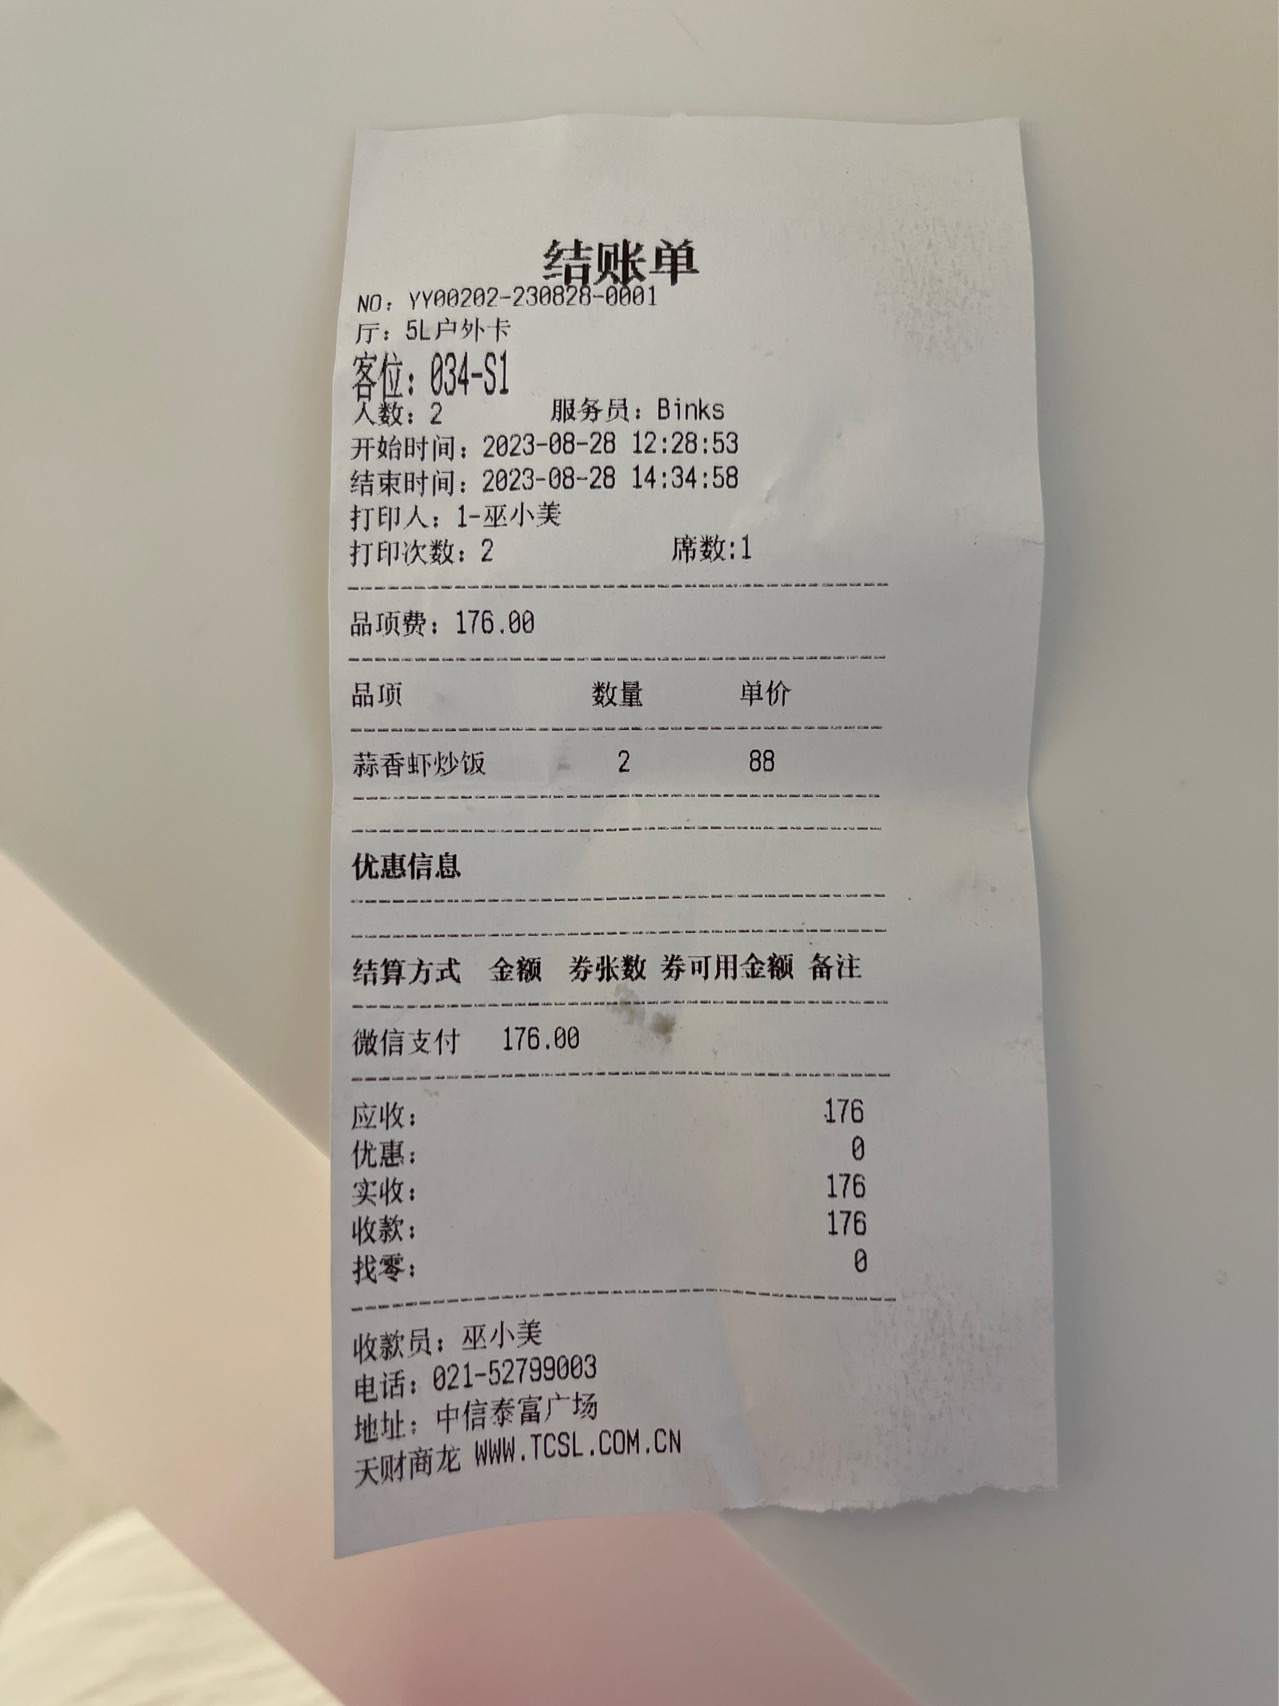 结账单
NO：YY00202-230828-0001
厅：5L户外卡
客位：034-S1
人数：2 服务员：Binks
开始时间：2023-08-28 12:28:53
结束时间：2023-08-28 14:34:58
打印人：1-巫小美
打印次数：2 席数:1
品项费：176.00
品项 数量 单价
蒜香虾炒饭 2 88
优惠信息
结算方式 金额 券张数 券可用金额 备注
微信支付 176.00
应收： 176
优惠： 0
实收： 176
收款： 176
找零： 0
收款员：巫小美
电话：021-52799003
地址：中信泰富广场
天财商龙 WWW.TCSL.COM.CN